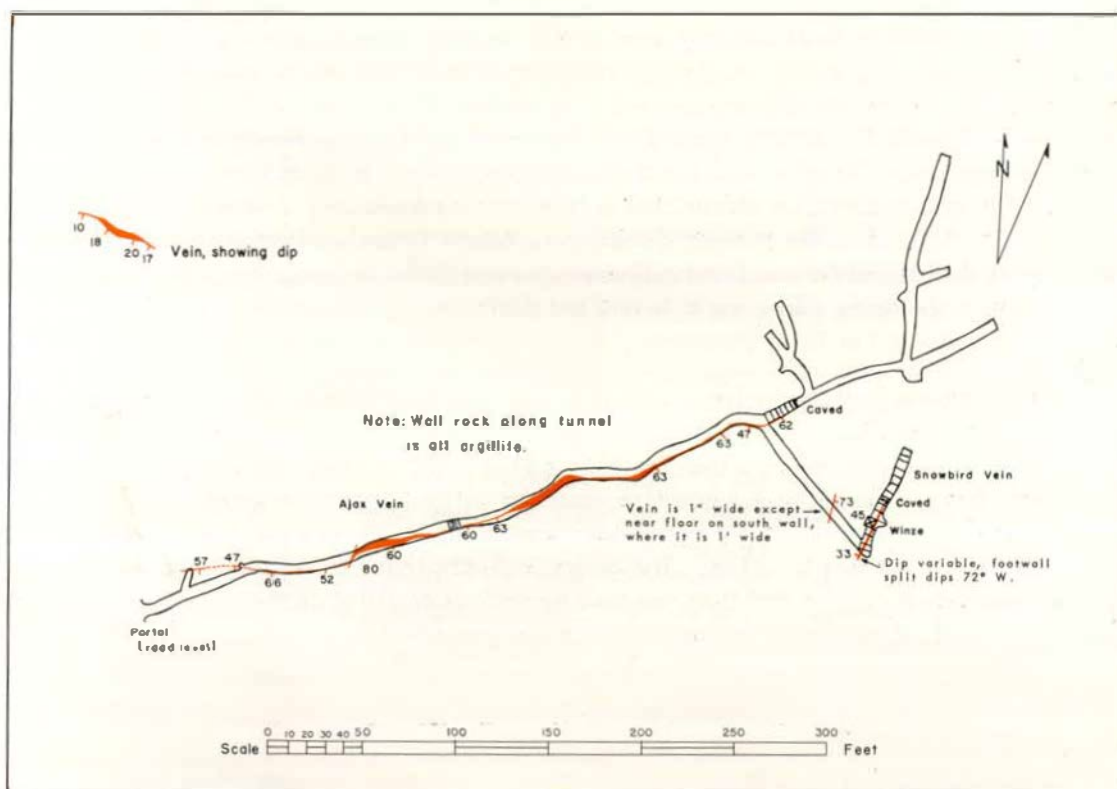 N
10
18
20 17
Vein, showing dip
Note: Wall rock along tunnel
is all argillite.
Caved
62
47
63
63
Snowbird Vein
Ajax Vein
Vein is 1" wide except
near floor on south wall,
where it is 1' wide
73
45
Caved
Winze
33
Dip variable, footwall
split dips 72° W.
63
60
60
80
52
66
47
57
Portal
(road level)
0 10 20 30 40 50 100 150 200 250 300
Scale
Feet